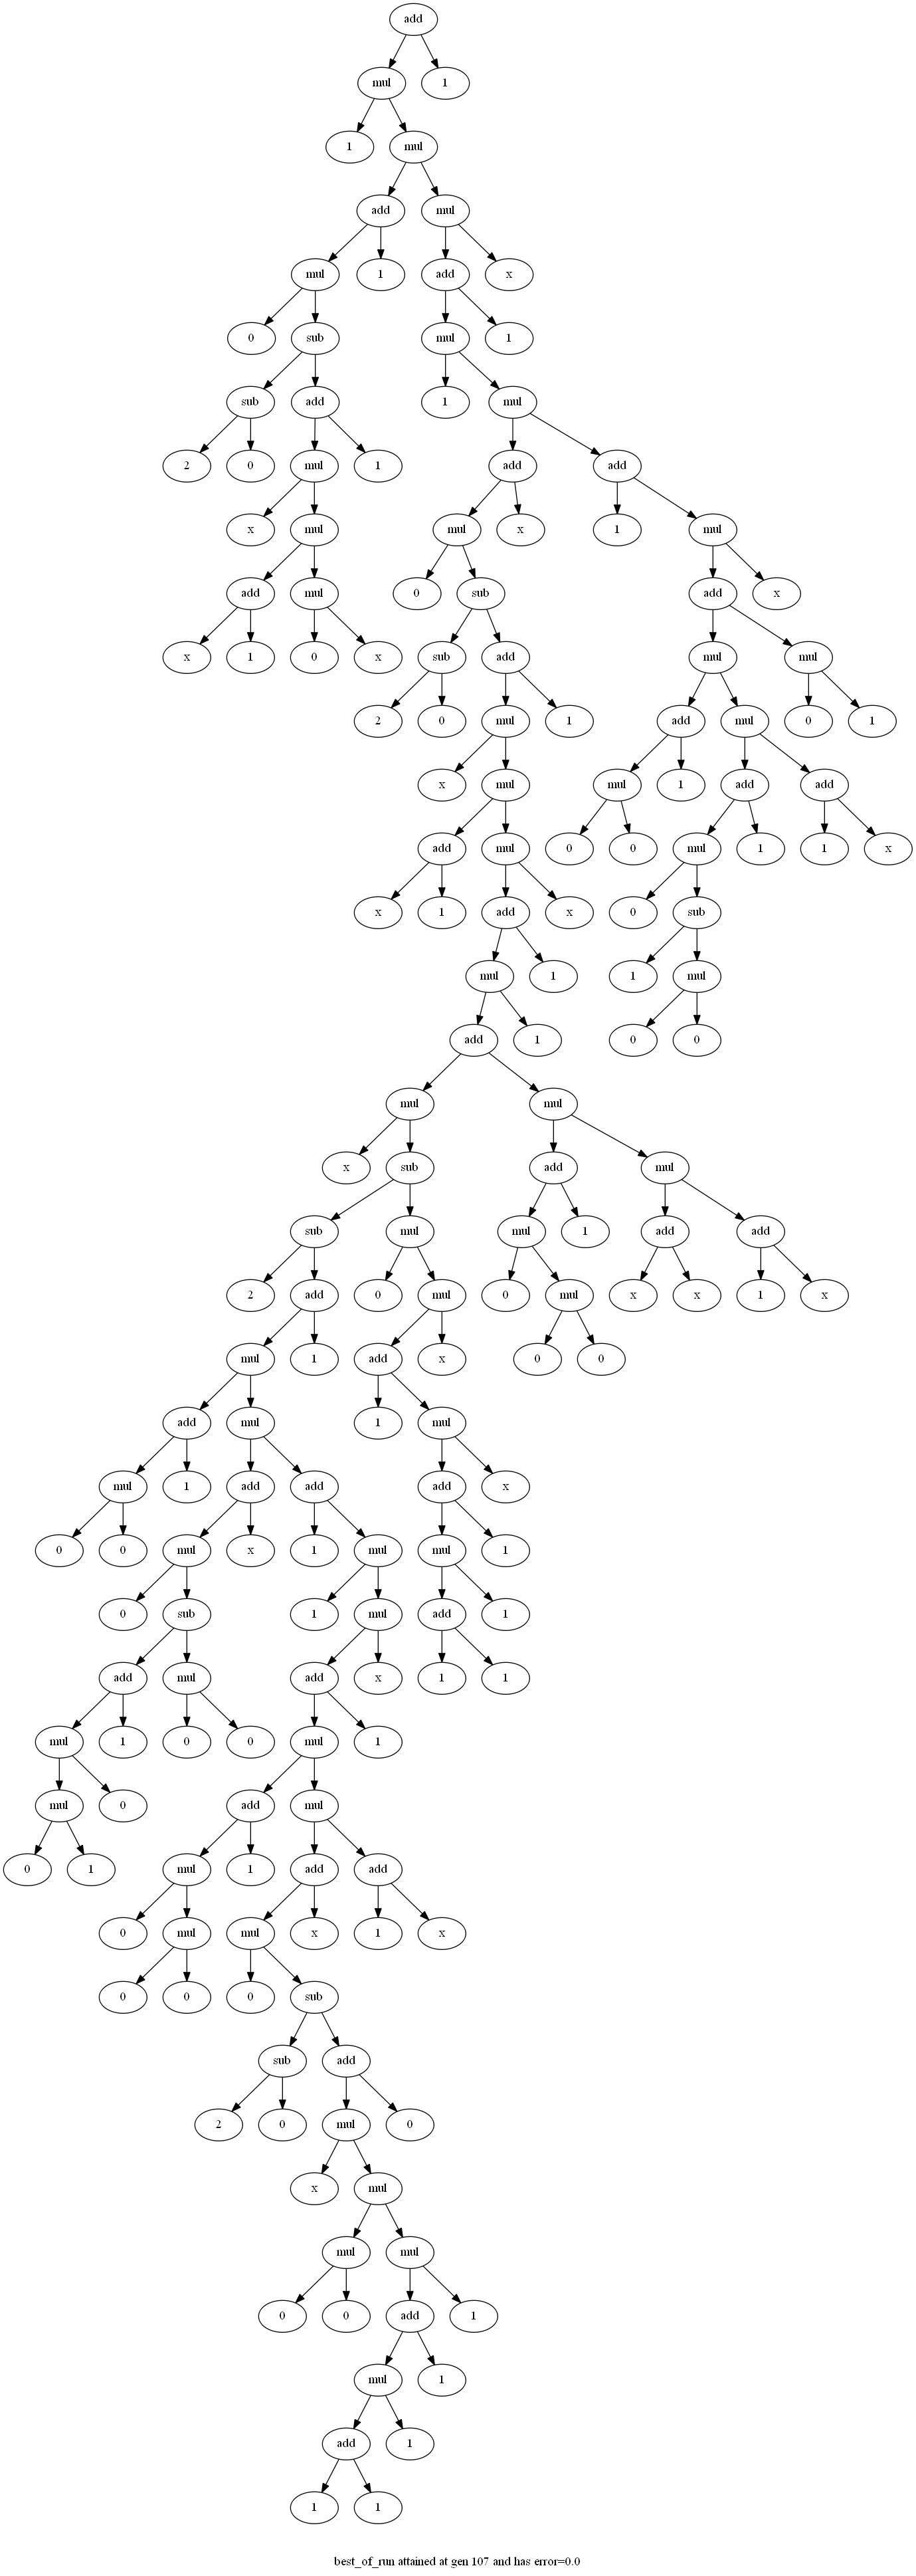 add
mul 1
1 mul
add mul
mul 1 add x
0 sub mul 1
sub add 1 mul
2 0 mul 1 add add
x mul mul x 1 mul
add mul 0 sub add x
x 1 0 x sub add mul mul
2 0 mul 1 add mul 0 1
x mul mul 1 add add
add mul 0 0 mul 1 1 x
x 1 add x 0 sub
mul 1 1 mul
add 1 0 0
mul mul
x sub add mul
sub mul mul 1 add add
2 add 0 mul 0 mul x x 1 x
mul 1 add x 0 0
add mul 1 mul
mul 1 add add add x
0 0 mul x 1 mul mul 1
0 sub 1 mul add 1
add mul add x 1 1
mul 1 0 0 mul 1
mul 0 add mul
0 1 mul 1 add add
0 mul mul x 1 x
0 0 0 sub
sub add
2 0 mul 0
x mul
mul mul
0 0 add 1
mul 1
add 1
1 1
best_of_run attained at gen 107 and has error=0.0